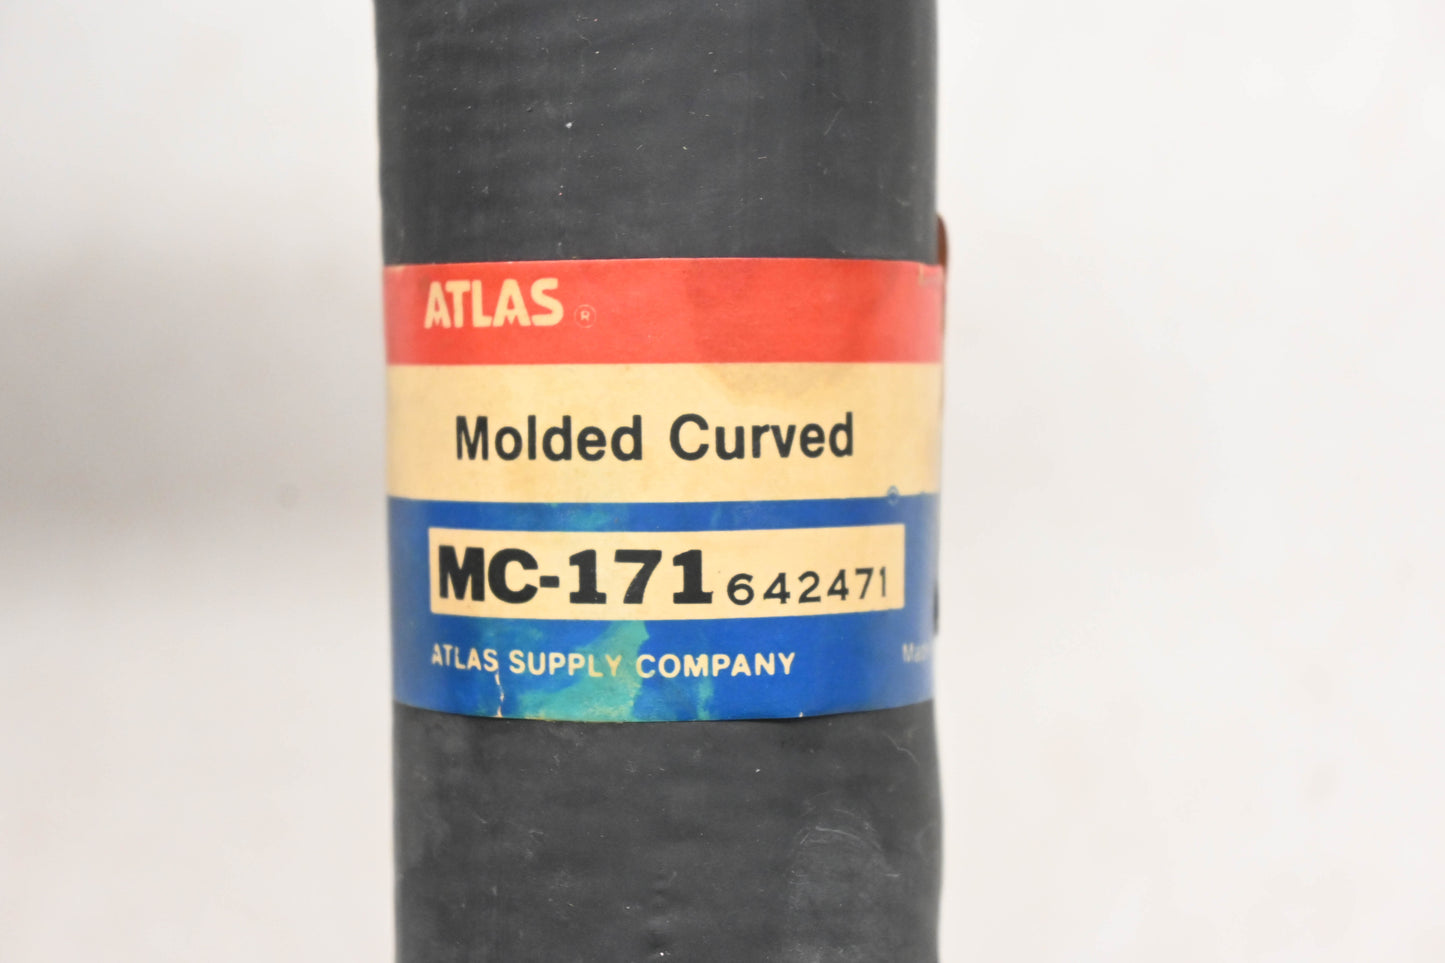 ATLAS ®
Molded Curved
MC-171 642471
ATLAS SUPPLY COMPANY